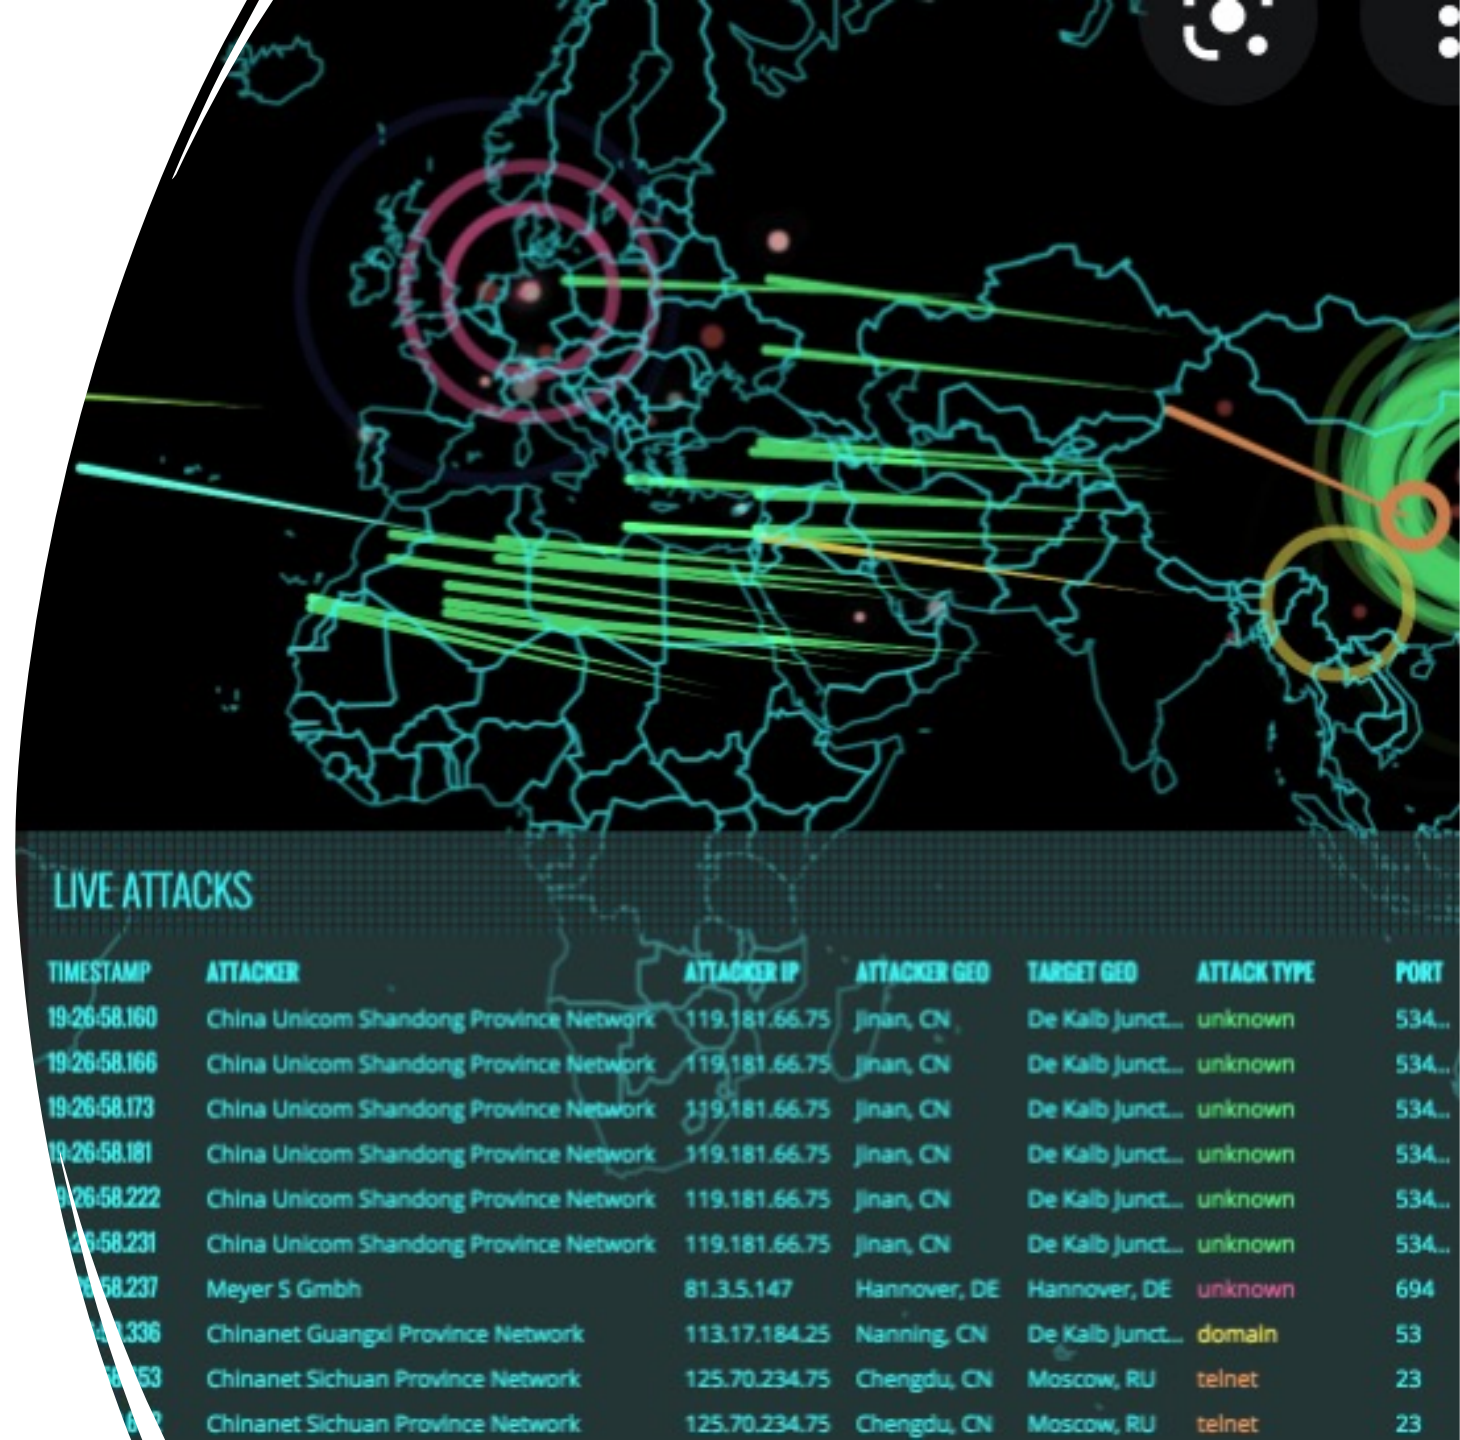 LIVE ATTACKS
TIMESTAMP ATTACKER ATTACKER IP ATTACKER GEO TARGET GEO ATTACK TYPE PORT
19:26:58.160 China Unicom Shandong Province Network 119.181.66.75 Jinan, CN De Kalb Junct... unknown 534...
19:26:58.166 China Unicom Shandong Province Network 119.181.66.75 Jinan, CN De Kalb Junct... unknown 534...
19:26:58.173 China Unicom Shandong Province Network 119.181.66.75 Jinan, CN De Kalb Junct... unknown 534...
19:26:58.181 China Unicom Shandong Province Network 119.181.66.75 Jinan, CN De Kalb Junct... unknown 534...
9:26:58.222 China Unicom Shandong Province Network 119.181.66.75 Jinan, CN De Kalb Junct... unknown 534...
26:58.231 China Unicom Shandong Province Network 119.181.66.75 Jinan, CN De Kalb Junct... unknown 534...
58.237 Meyer S Gmbh 81.3.5.147 Hannover, DE Hannover, DE unknown 694
.336 Chinanet Guangxi Province Network 113.17.184.25 Nanning, CN De Kalb Junct... domain 53
53 Chinanet Sichuan Province Network 125.70.234.75 Chengdu, CN Moscow, RU telnet 23
Chinanet Sichuan Province Network 125.70.234.75 Chengdu, CN Moscow, RU telnet 23